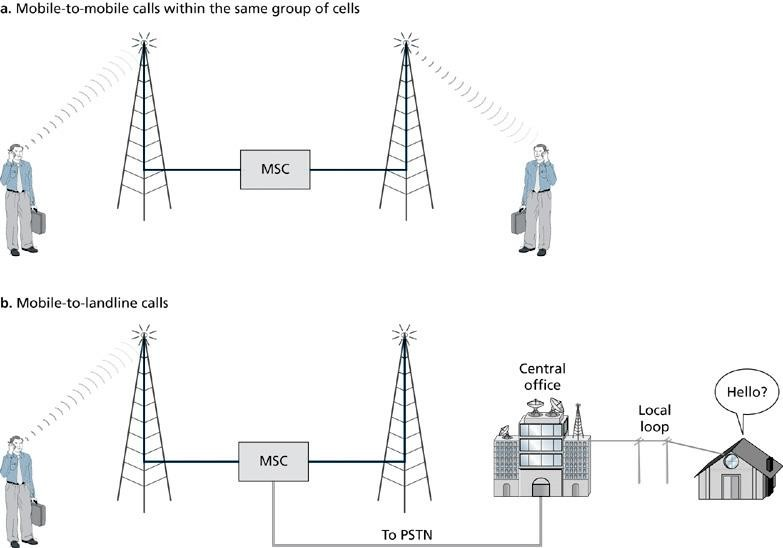 a. Mobile-to-mobile calls within the same group of cells
MSC
b. Mobile-to-landline calls
Central
office
Local
loop
Hello?
MSC
To PSTN